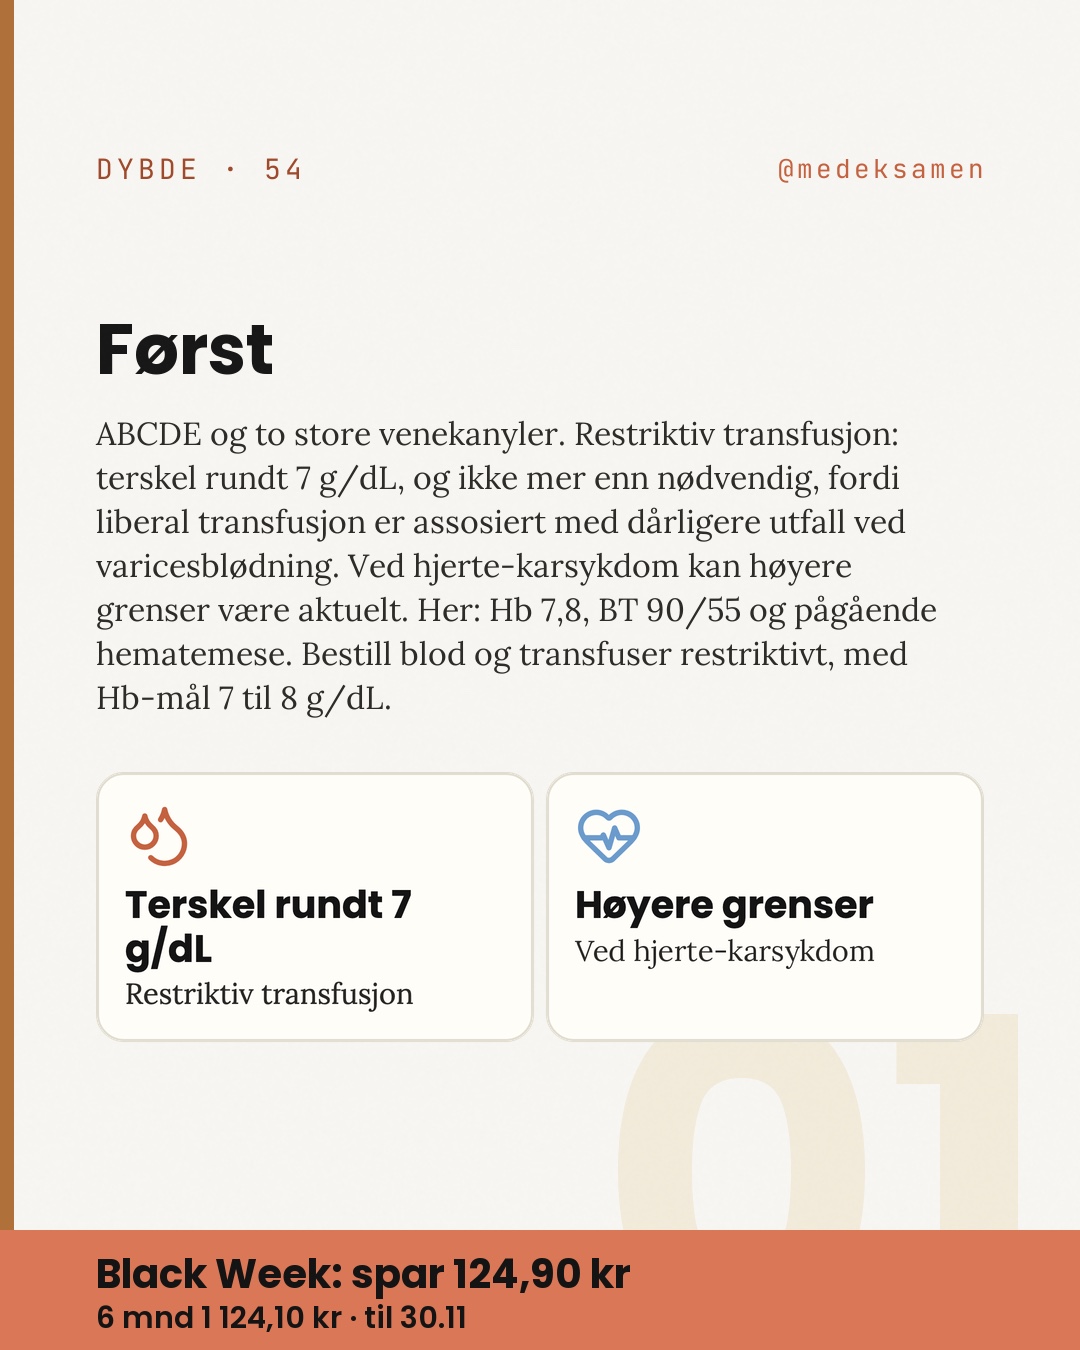 DYBDE · 54
@medeksamen
Først
ABCDE og to store venekanyler. Restriktiv transfusjon:
terskel rundt 7 g/dL, og ikke mer enn nødvendig, fordi
liberal transfusjon er assosiert med dårligere utfall ved
varicesblødning. Ved hjerte-karsykdom kan høyere
grenser være aktuelt. Her: Hb 7,8, BT 90/55 og pågående
hematemese. Bestill blod og transfuser restriktivt, med
Hb-mål 7 til 8 g/dL.
Terskel rundt 7
g/dL
Restriktiv transfusjon
Høyere grenser
Ved hjerte-karsykdom
01
Black Week: spar 124,90 kr
6 mnd 1 124,10 kr · til 30.11